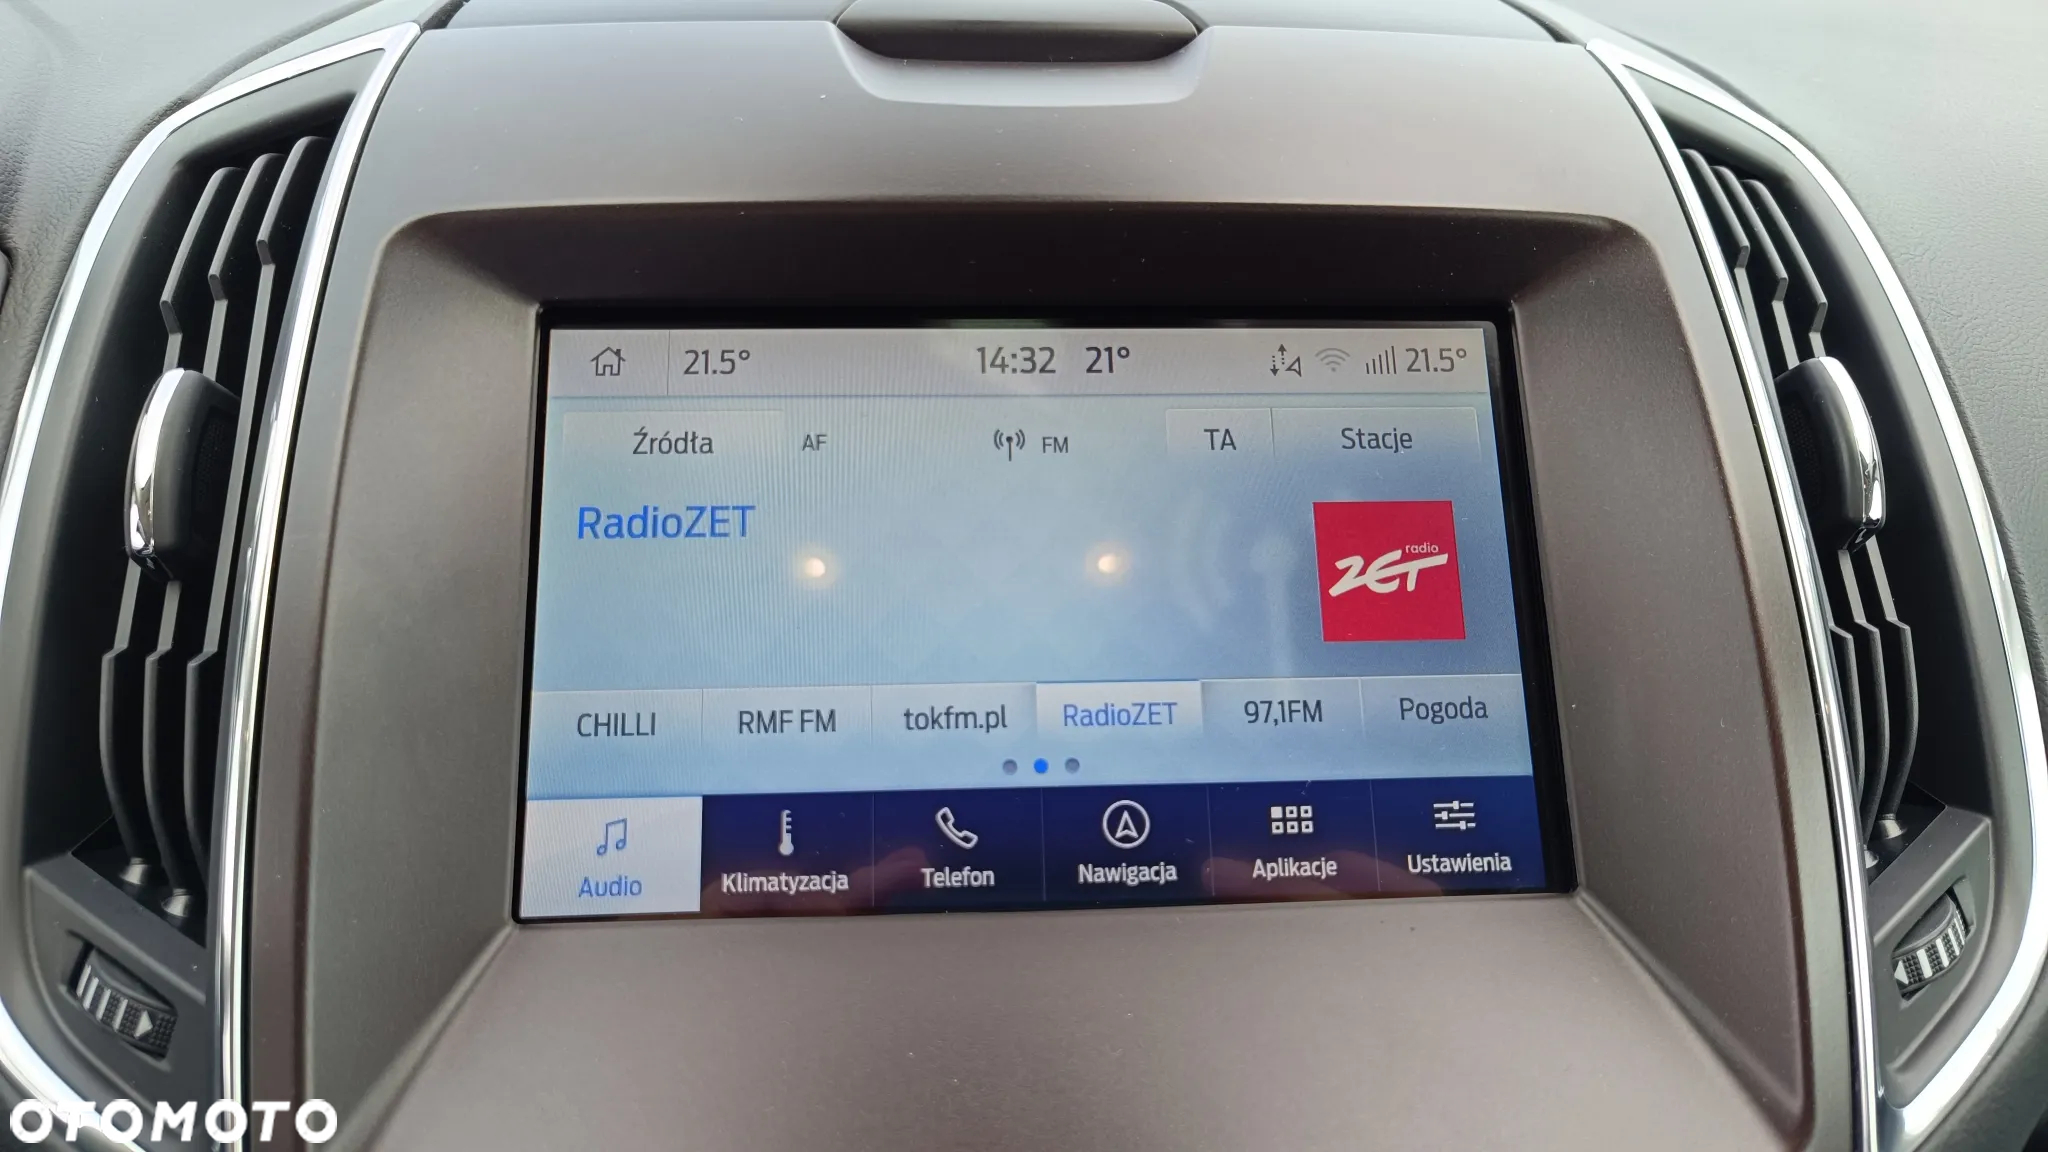 21.5° 14:32 21° 21.5°
Źródła AF FM TA Stacje
RadioZET
radio
ZET
CHILLI RMF FM tokfm.pl RadioZET 97,1FM Pogoda
Audio Klimatyzacja Telefon Nawigacja Aplikacje Ustawienia
OTOMOTO